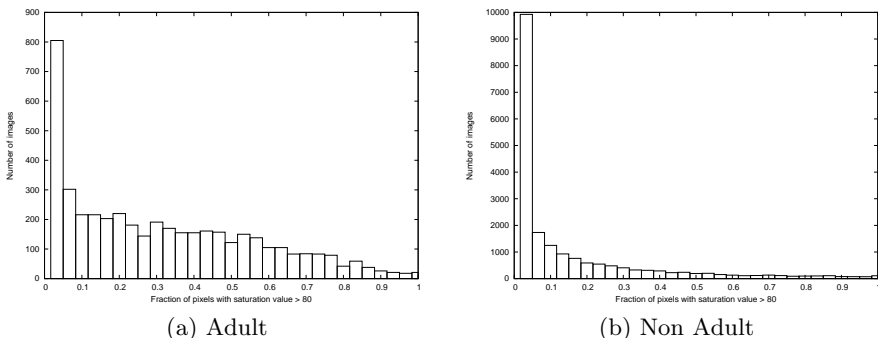 900
800
700
600
500
400
300
200
100
0
Number of images
0 0.1 0.2 0.3 0.4 0.5 0.6 0.7 0.8 0.9 1
Fraction of pixels with saturation value > 80
(a) Adult
10000
9000
8000
7000
6000
5000
4000
3000
2000
1000
0
Number of images
0 0.1 0.2 0.3 0.4 0.5 0.6 0.7 0.8 0.9 1
Fraction of pixels with saturation value > 80
(b) Non Adult